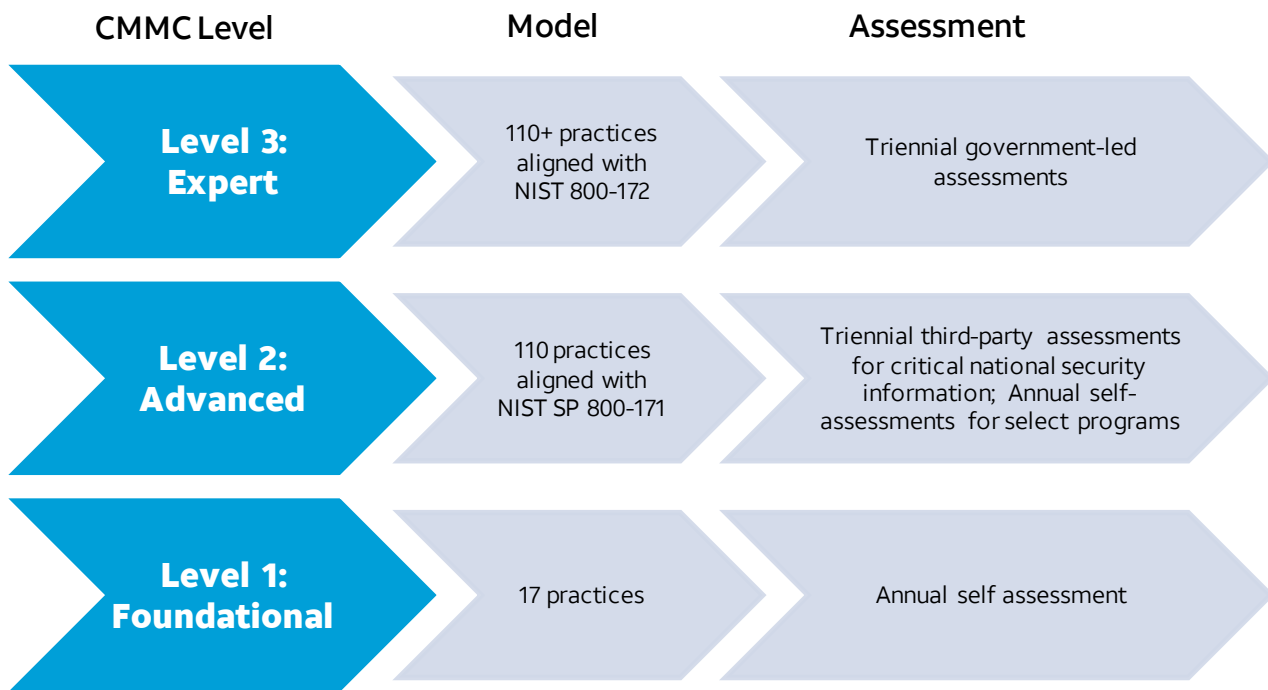 CMMC Level
Model
Assessment
Level 3:
Expert
110+ practices
aligned with
NIST 800-172
Triennial government-led
assessments
Level 2:
Advanced
110 practices
aligned with
NIST SP 800-171
Triennial third-party assessments
for critical national security
information; Annual self-
assessments for select programs
Level 1:
Foundational
17 practices
Annual self assessment